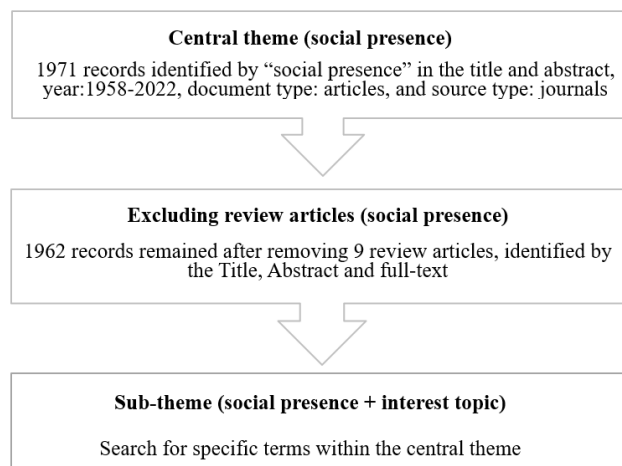 Central theme (social presence)
1971 records identified by “social presence” in the title and abstract,
year:1958-2022, document type: articles, and source type: journals
Excluding review articles (social presence)
1962 records remained after removing 9 review articles, identified by
the Title, Abstract and full-text
Sub-theme (social presence + interest topic)
Search for specific terms within the central theme